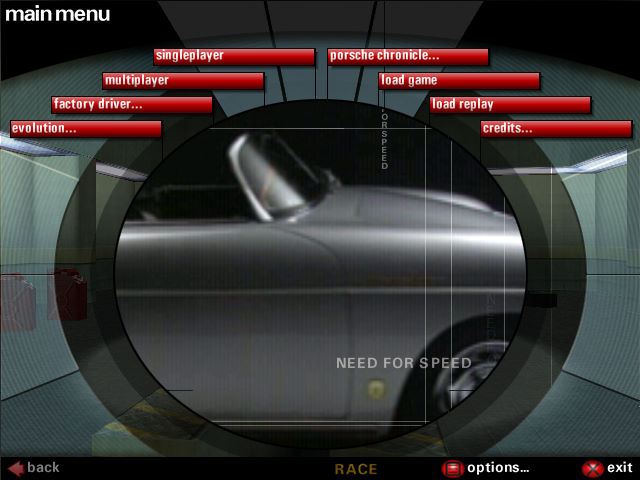 main menu
singleplayer
porsche chronicle...
multiplayer
load game
factory driver...
load replay
evolution...
credits...
ORSPEED
NEED FOR SPEED
back
RACE
options...
exit